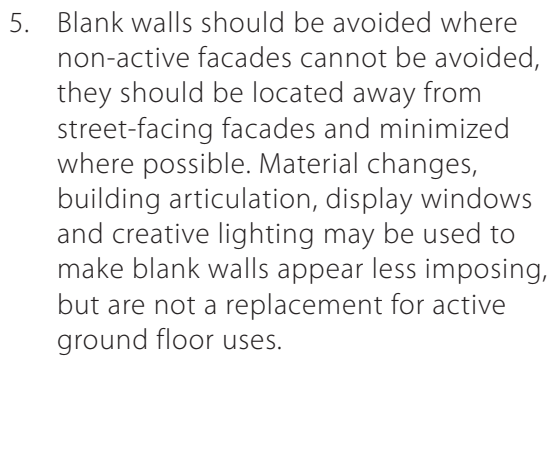 5. Blank walls should be avoided where
non-active facades cannot be avoided,
they should be located away from
street-facing facades and minimized
where possible. Material changes,
building articulation, display windows
and creative lighting may be used to
make blank walls appear less imposing,
but are not a replacement for active
ground floor uses.